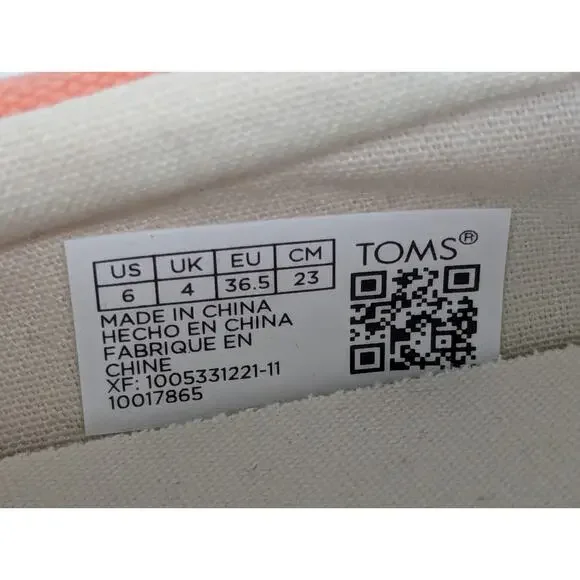 US UK EU CM
6 4 36.5 23
MADE IN CHINA
HECHO EN CHINA
FABRIQUE EN
CHINE
XF: 1005331221-11
10017865
TOMS®